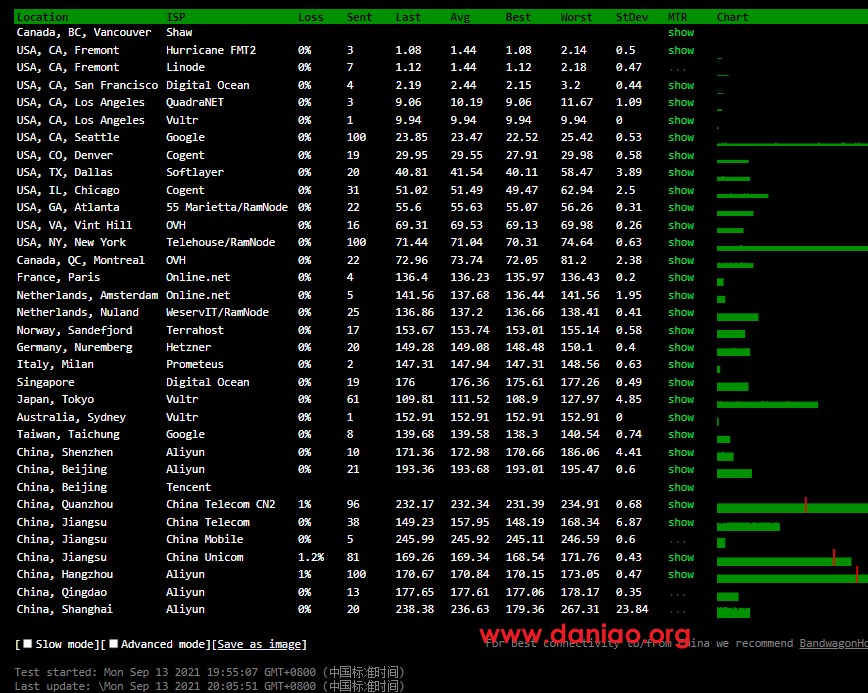 Location ISP Loss Sent Last Avg Best Worst StDev MTR Chart
Canada, BC, Vancouver Shaw show
USA, CA, Fremont Hurricane FMT2 0% 3 1.08 1.44 1.08 2.14 0.5 show
USA, CA, Fremont Linode 0% 7 1.12 1.44 1.12 2.18 0.47 ...
USA, CA, San Francisco Digital Ocean 0% 4 2.19 2.44 2.15 3.2 0.44 show
USA, CA, Los Angeles QuadraNET 0% 3 9.06 10.19 9.06 11.67 1.09 show
USA, CA, Los Angeles Vultr 0% 1 9.94 9.94 9.94 9.94 0 show
USA, CA, Seattle Google 0% 100 23.85 23.47 22.52 25.42 0.53 show
USA, CO, Denver Cogent 0% 19 29.95 29.55 27.91 29.98 0.58 show
USA, TX, Dallas Softlayer 0% 20 40.81 41.54 40.11 58.47 3.89 show
USA, IL, Chicago Cogent 0% 31 51.02 51.49 49.47 62.94 2.5 show
USA, GA, Atlanta 55 Marietta/RamNode 0% 22 55.6 55.63 55.07 56.26 0.31 show
USA, VA, Vint Hill OVH 0% 16 69.31 69.53 69.13 69.98 0.26 show
USA, NY, New York Telehouse/RamNode 0% 100 71.44 71.04 70.31 74.64 0.63 show
Canada, QC, Montreal OVH 0% 22 72.96 73.74 72.05 81.2 2.38 show
France, Paris Online.net 0% 4 136.4 136.23 135.97 136.43 0.2 show
Netherlands, Amsterdam Online.net 0% 5 141.56 137.68 136.44 141.56 1.95 show
Netherlands, Nuland WeservIT/RamNode 0% 25 136.86 137.2 136.66 138.41 0.41 show
Norway, Sandefjord Terrahost 0% 17 153.67 153.74 153.01 155.14 0.58 show
Germany, Nuremberg Hetzner 0% 20 149.28 149.08 148.48 150.1 0.4 show
Italy, Milan Prometeus 0% 2 147.31 147.94 147.31 148.56 0.63 show
Singapore Digital Ocean 0% 19 176 176.36 175.61 177.26 0.49 show
Japan, Tokyo Vultr 0% 61 109.81 111.52 108.9 127.97 4.85 show
Australia, Sydney Vultr 0% 1 152.91 152.91 152.91 152.91 0 show
Taiwan, Taichung Google 0% 8 139.68 139.58 138.3 140.54 0.74 show
China, Shenzhen Aliyun 0% 10 171.36 172.98 170.66 186.06 4.41 show
China, Beijing Aliyun 0% 21 193.36 193.68 193.01 195.47 0.6 show
China, Beijing Tencent show
China, Quanzhou China Telecom CN2 1% 96 232.17 232.34 231.39 234.91 0.68 show
China, Jiangsu China Telecom 0% 38 149.23 157.95 148.19 168.34 6.87 show
China, Jiangsu China Mobile 0% 5 245.99 245.92 245.11 246.59 0.6 ...
China, Jiangsu China Unicom 1.2% 81 169.26 169.34 168.54 171.76 0.43 show
China, Hangzhou Aliyun 1% 100 170.67 170.84 170.15 173.05 0.47 show
China, Qingdao Aliyun 0% 13 177.65 177.61 177.06 178.17 0.35 ...
China, Shanghai Aliyun 0% 20 238.38 236.63 179.36 267.31 23.84 ...
www.daniao.org
[ Slow mode][ Advanced mode][Save as image] For best connectivity to/from China we recommend BandwagonHo
Test started: Mon Sep 13 2021 19:55:07 GMT+0800 (中国标准时间)
Last update: \Mon Sep 13 2021 20:05:51 GMT+0800 (中国标准时间)